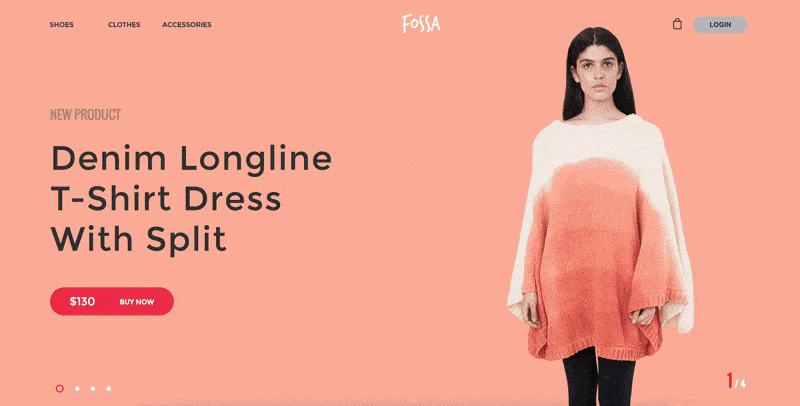 SHOES CLOTHES ACCESSORIES FOSSA LOGIN
NEW PRODUCT
Denim Longline
T-Shirt Dress
With Split
$130 BUY NOW
1 / 4